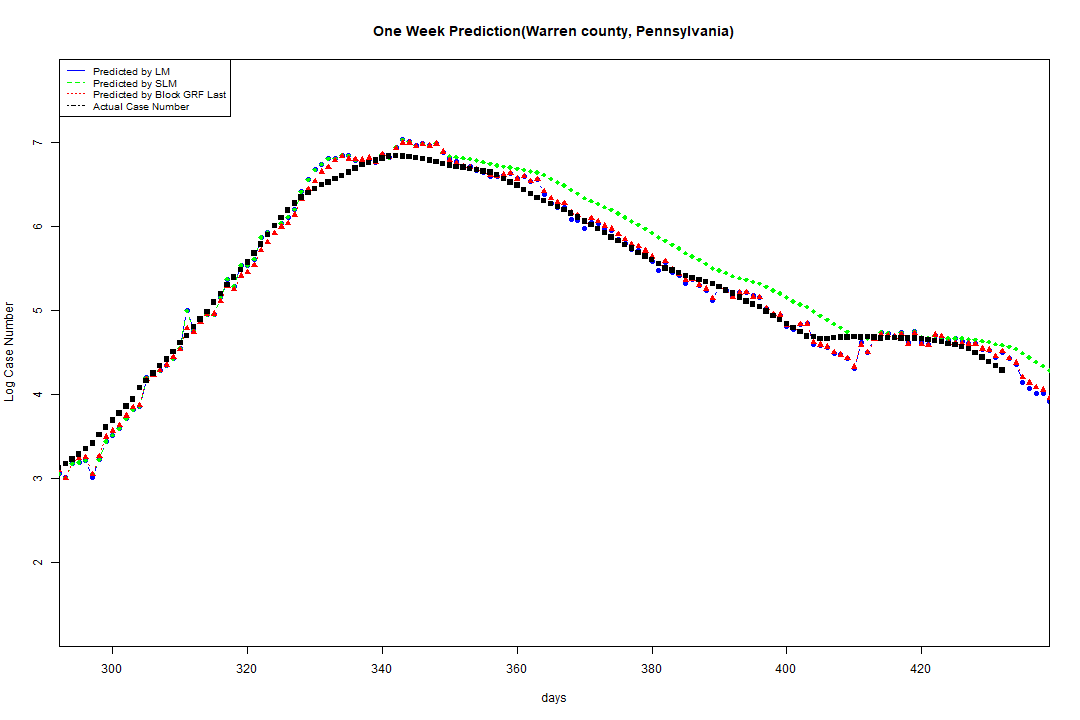 One Week Prediction(Warren county, Pennsylvania)
Predicted by LM
Predicted by SLM
Predicted by Block GRF Last
Actual Case Number
7
6
5
4
3
2
Log Case Number
300 320 340 360 380 400 420
days